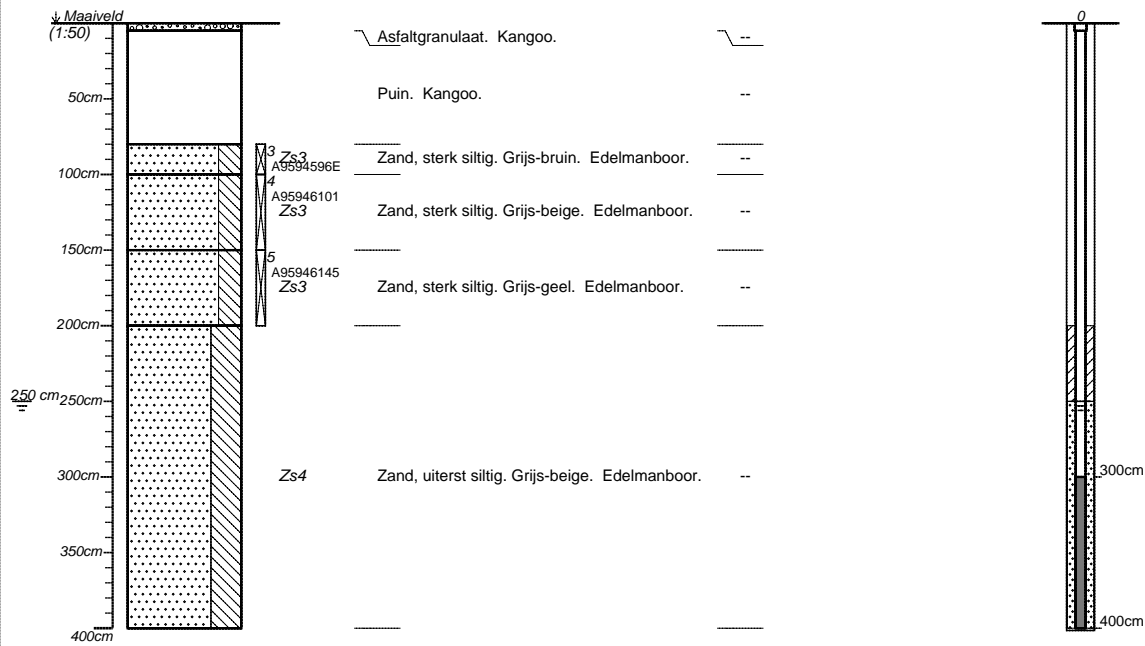 Maaiveld
0
(1:50)
Asfaltgranulaat. Kangoo.
--
50cm
Puin. Kangoo.
--
3
Zs3
A9594596E
Zand, sterk siltig. Grijs-bruin. Edelmanboor.
--
100cm
4
A95946101
Zs3
Zand, sterk siltig. Grijs-beige. Edelmanboor.
--
150cm
5
A95946145
Zs3
Zand, sterk siltig. Grijs-geel. Edelmanboor.
--
200cm
250 cm
250cm
300cm
Zs4
Zand, uiterst siltig. Grijs-beige. Edelmanboor.
--
300cm
350cm
400cm
400cm